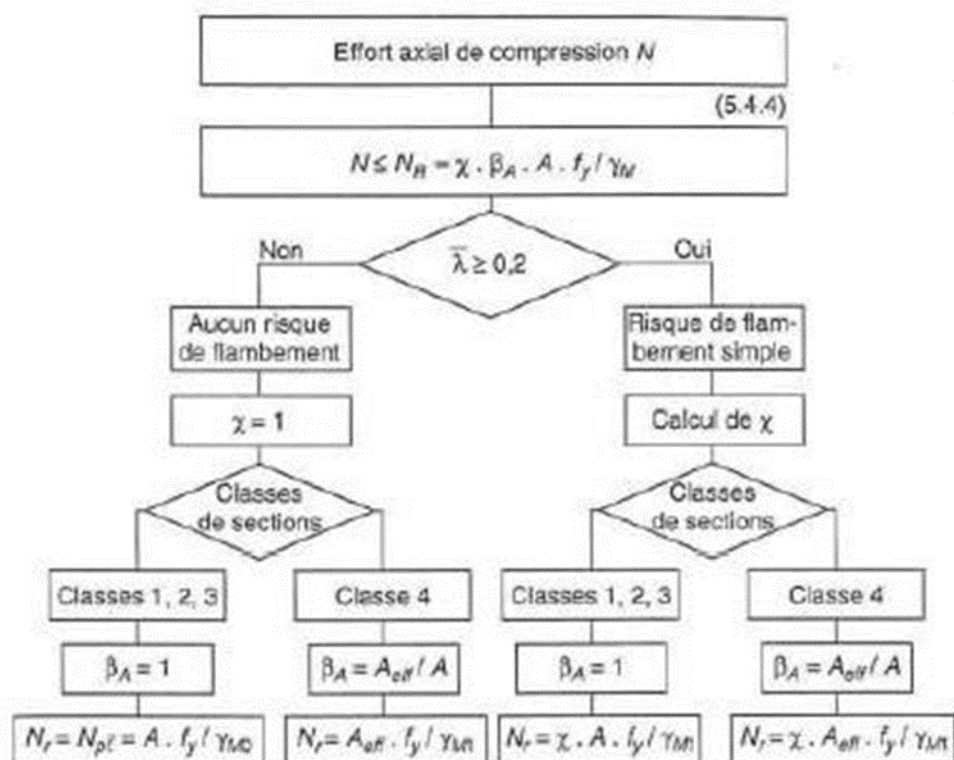 Effort axial de compression N
(5.4.4)
N ≤ N_R = χ . β_A . A . f_y / γ_M
Non
λ̄ ≥ 0,2
Oui
Aucun risque
de flambement
Risque de flam-
bement simple
χ = 1
Calcul de χ
Classes
de sections
Classes
de sections
Classes 1, 2, 3
Classe 4
Classes 1, 2, 3
Classe 4
β_A = 1
β_A = A_eff / A
β_A = 1
β_A = A_eff / A
N_r = N_pℓ = A . f_y / γ_M0
N_r = A_eff . f_y / γ_M1
N_r = χ . A . f_y / γ_M1
N_r = χ . A_eff . f_y / γ_M1